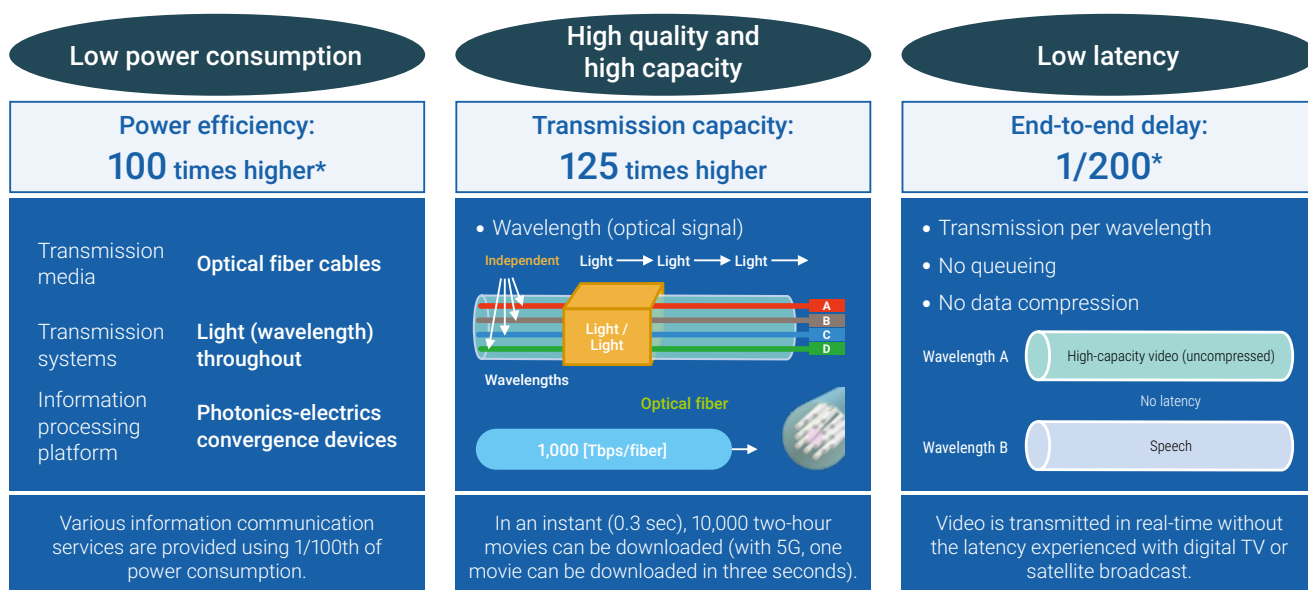 Low power consumption
Power efficiency:
100 times higher*
Transmission
media
Optical fiber cables
Transmission
systems
Light (wavelength)
throughout
Information
processing
platform
Photonics-electrics
convergence devices
Various information communication
services are provided using 1/100th of
power consumption.
High quality and
high capacity
Transmission capacity:
125 times higher
• Wavelength (optical signal)
Independent
Light → Light → Light →
A
B
C
D
Light /
Light
Wavelengths
Optical fiber
1,000 [Tbps/fiber]
In an instant (0.3 sec), 10,000 two-hour
movies can be downloaded (with 5G, one
movie can be downloaded in three seconds).
Low latency
End-to-end delay:
1/200*
• Transmission per wavelength
• No queueing
• No data compression
Wavelength A
High-capacity video (uncompressed)
No latency
Wavelength B
Speech
Video is transmitted in real-time without
the latency experienced with digital TV or
satellite broadcast.